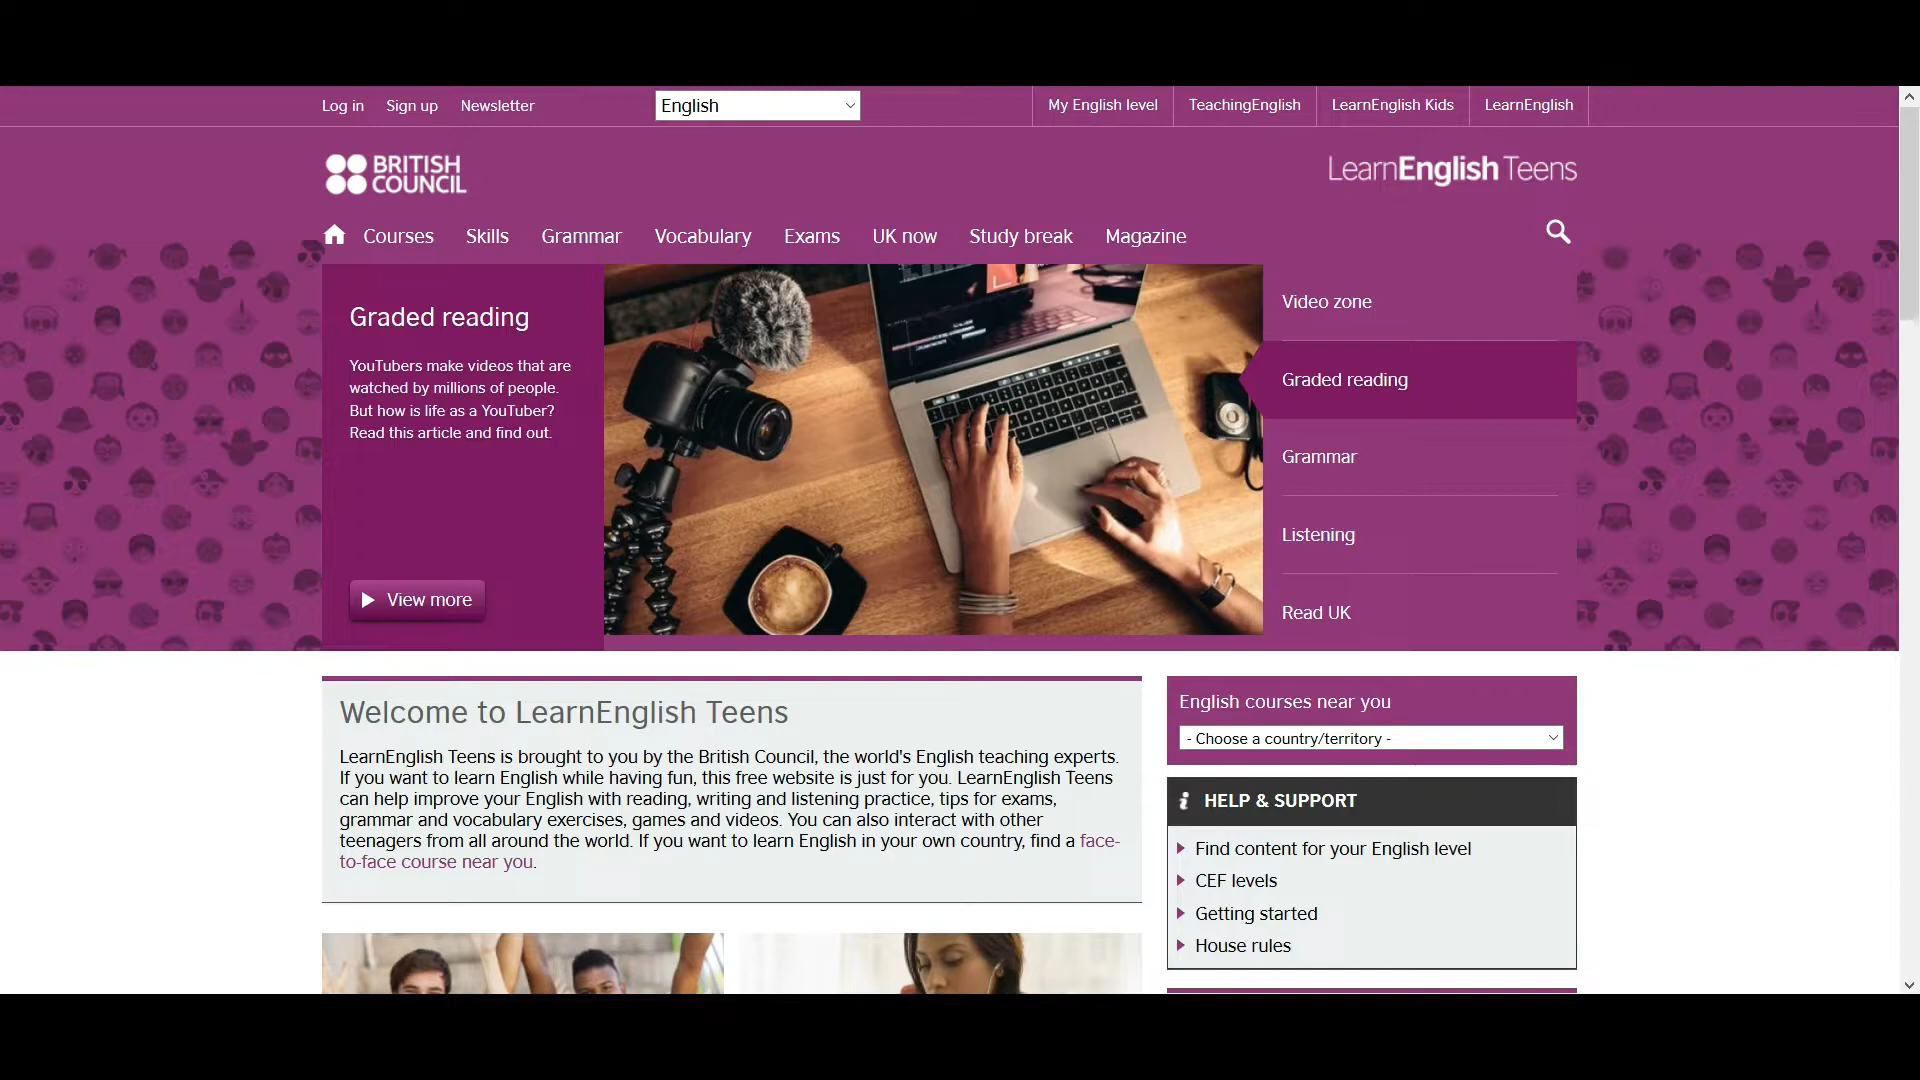 Log in Sign up Newsletter English My English level TeachingEnglish LearnEnglish Kids LearnEnglish
BRITISH
COUNCIL
LearnEnglish Teens
Courses Skills Grammar Vocabulary Exams UK now Study break Magazine
Graded reading
YouTubers make videos that are
watched by millions of people.
But how is life as a YouTuber?
Read this article and find out.
View more
Video zone
Graded reading
Grammar
Listening
Read UK
Welcome to LearnEnglish Teens
LearnEnglish Teens is brought to you by the British Council, the world's English teaching experts.
If you want to learn English while having fun, this free website is just for you. LearnEnglish Teens
can help improve your English with reading, writing and listening practice, tips for exams,
grammar and vocabulary exercises, games and videos. You can also interact with other
teenagers from all around the world. If you want to learn English in your own country, find a face-
to-face course near you.
English courses near you
- Choose a country/territory -
HELP & SUPPORT
Find content for your English level
CEF levels
Getting started
House rules